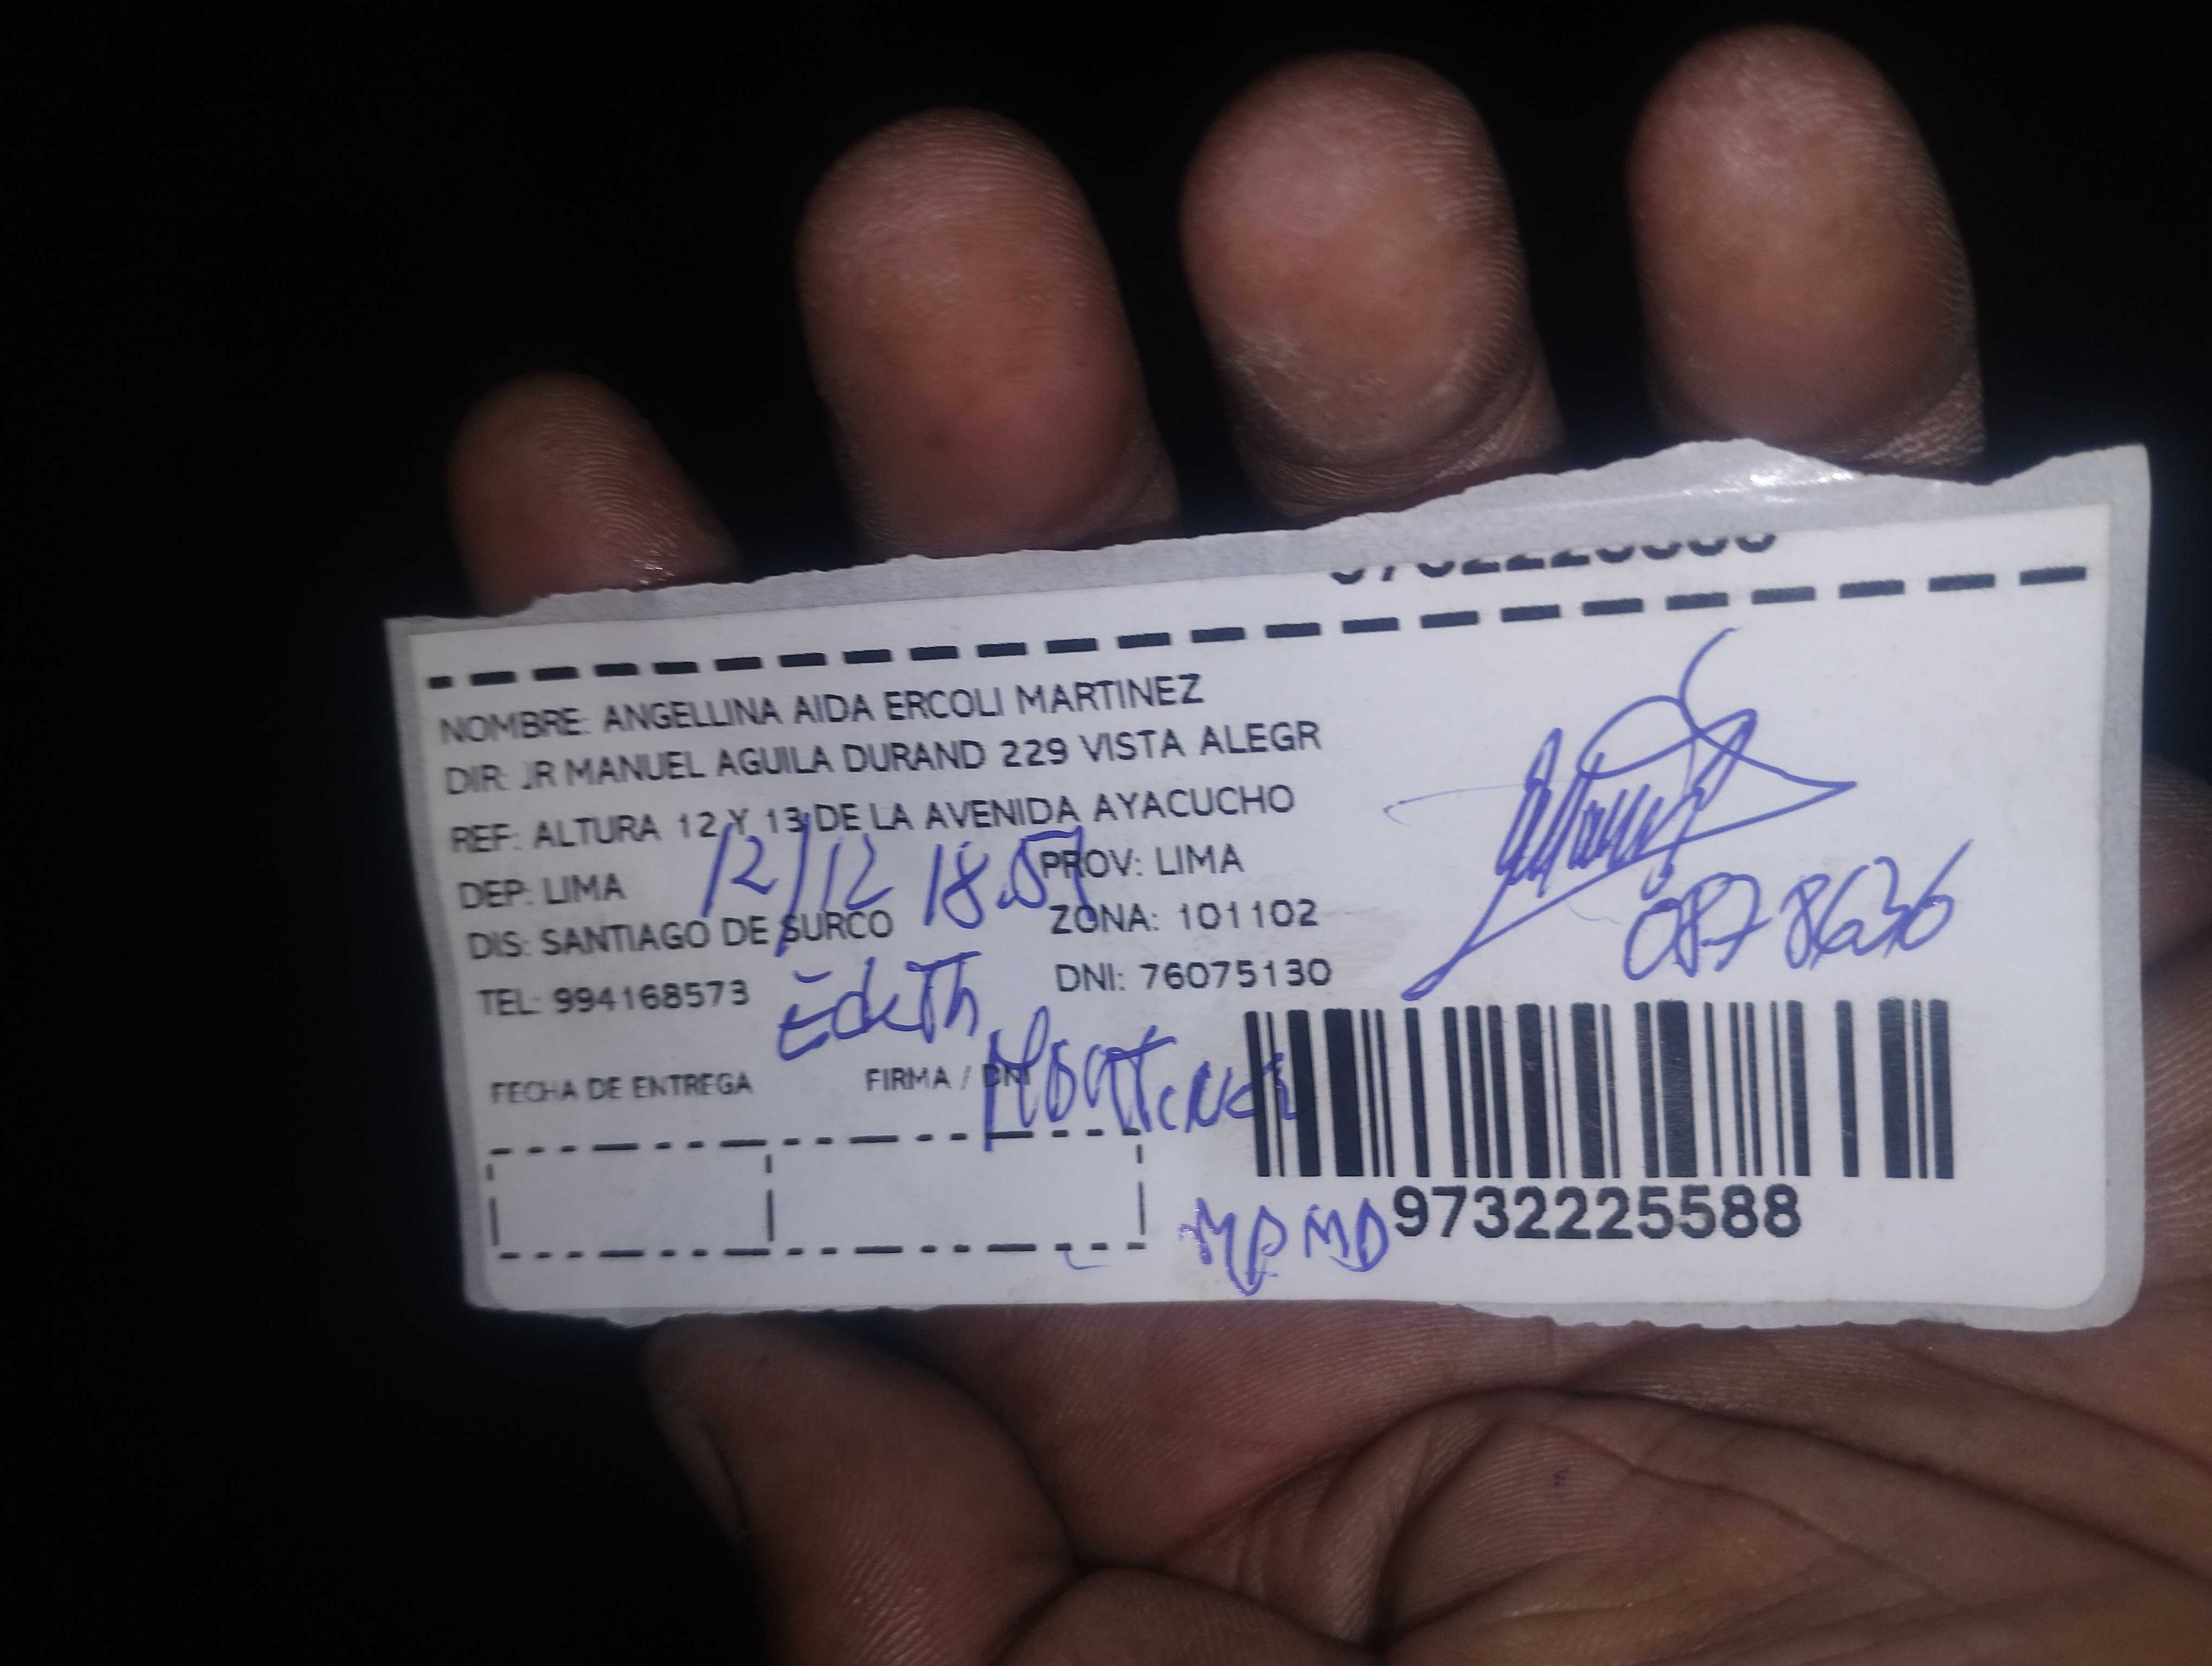 NOMBRE: ANGELLINA AIDA ERCOLI MARTINEZ
DIR: JR MANUEL AGUILA DURAND 229 VISTA ALEGR
REF: ALTURA 12 Y 13 DE LA AVENIDA AYACUCHO
DEP: LIMA PROV: LIMA
12/12 18:57
DIS: SANTIAGO DE SURCO ZONA: 101102
TEL: 994168573 DNI: 76075130
Edeth
FECHA DE ENTREGA FIRMA / DNI
9732225588